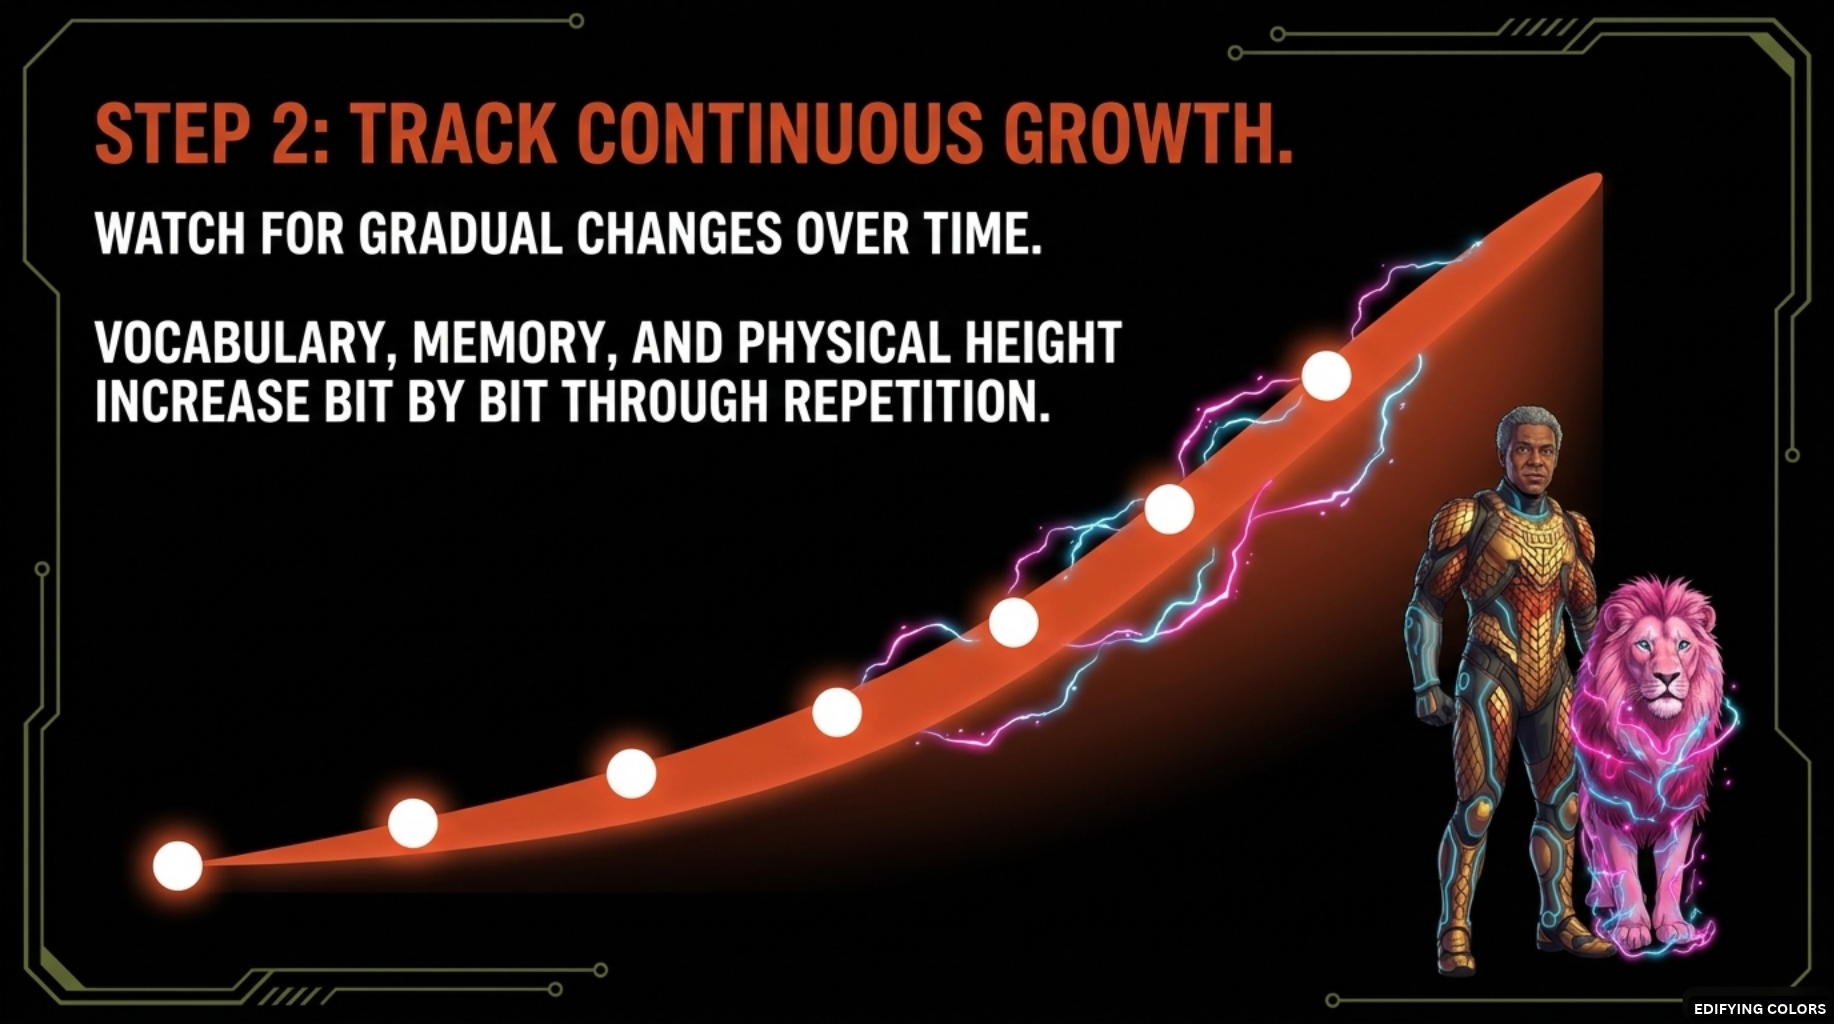 STEP 2: TRACK CONTINUOUS GROWTH.
WATCH FOR GRADUAL CHANGES OVER TIME.
VOCABULARY, MEMORY, AND PHYSICAL HEIGHT
INCREASE BIT BY BIT THROUGH REPETITION.
EDIFYING COLORS